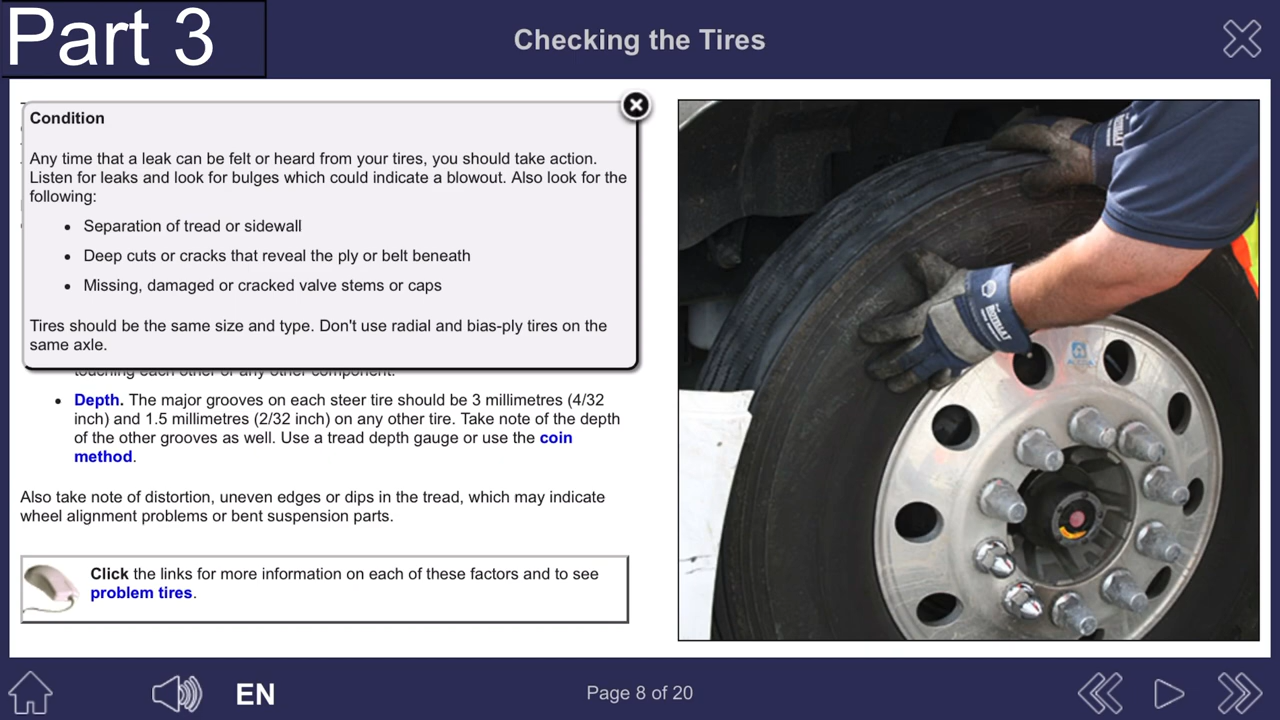 Part 3
Checking the Tires
Condition
Any time that a leak can be felt or heard from your tires, you should take action.
Listen for leaks and look for bulges which could indicate a blowout. Also look for the
following:
• Separation of tread or sidewall
• Deep cuts or cracks that reveal the ply or belt beneath
• Missing, damaged or cracked valve stems or caps
Tires should be the same size and type. Don't use radial and bias-ply tires on the
same axle.
touching each other or any other component.
• Depth. The major grooves on each steer tire should be 3 millimetres (4/32
inch) and 1.5 millimetres (2/32 inch) on any other tire. Take note of the depth
of the other grooves as well. Use a tread depth gauge or use the coin
method.
Also take note of distortion, uneven edges or dips in the tread, which may indicate
wheel alignment problems or bent suspension parts.
Click the links for more information on each of these factors and to see
problem tires.
EN
Page 8 of 20